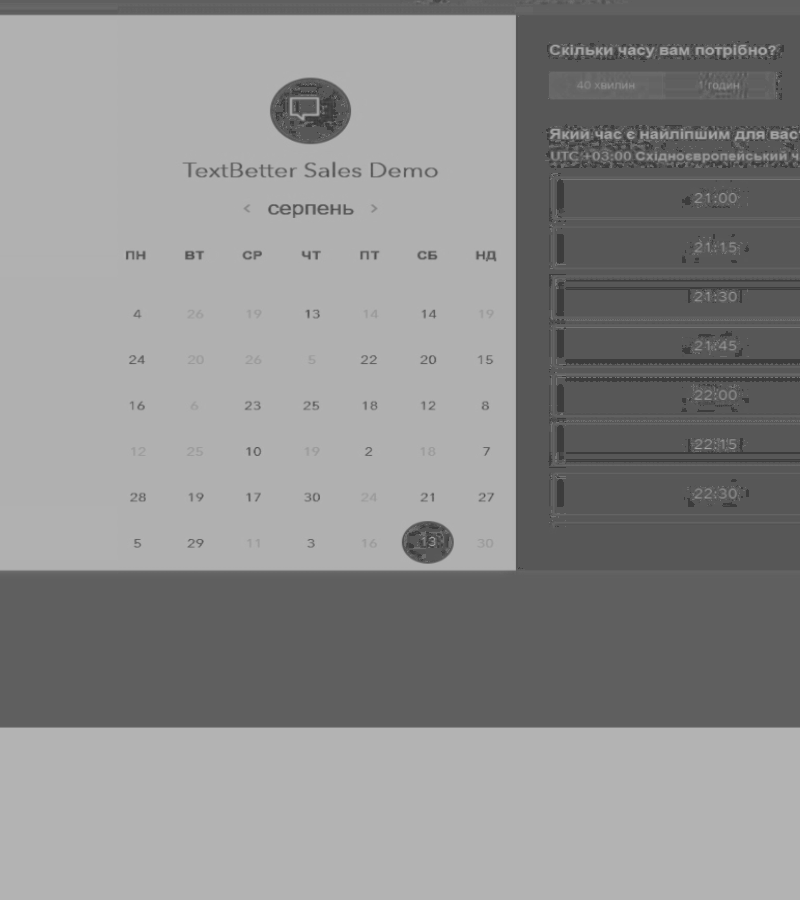 TextBetter Sales Demo
< серпень >
ПН ВТ СР ЧТ ПТ СБ НД
4 26 19 13 14 14 19
24 20 26 5 22 20 15
16 6 23 25 18 12 8
12 25 10 19 2 18 7
28 19 17 30 24 21 27
5 29 11 3 16 13 30
Скільки часу вам потрібно?
40 хвилин 1 годин
Який час є найліпшим для вас
UTC +03:00 Східноєвропейський ч
21:00
21:15
21:30
21:45
22:00
22:15
22:30